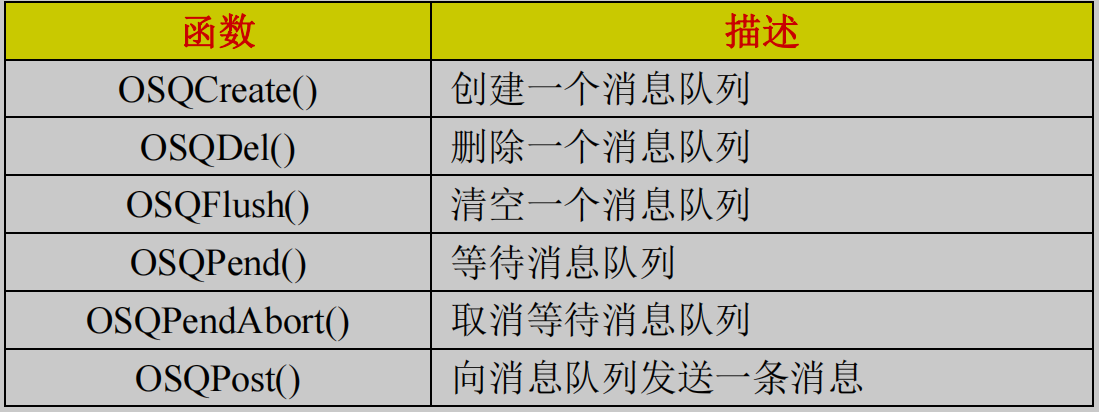 函数 描述
OSQCreate() 创建一个消息队列
OSQDel() 删除一个消息队列
OSQFlush() 清空一个消息队列
OSQPend() 等待消息队列
OSQPendAbort() 取消等待消息队列
OSQPost() 向消息队列发送一条消息